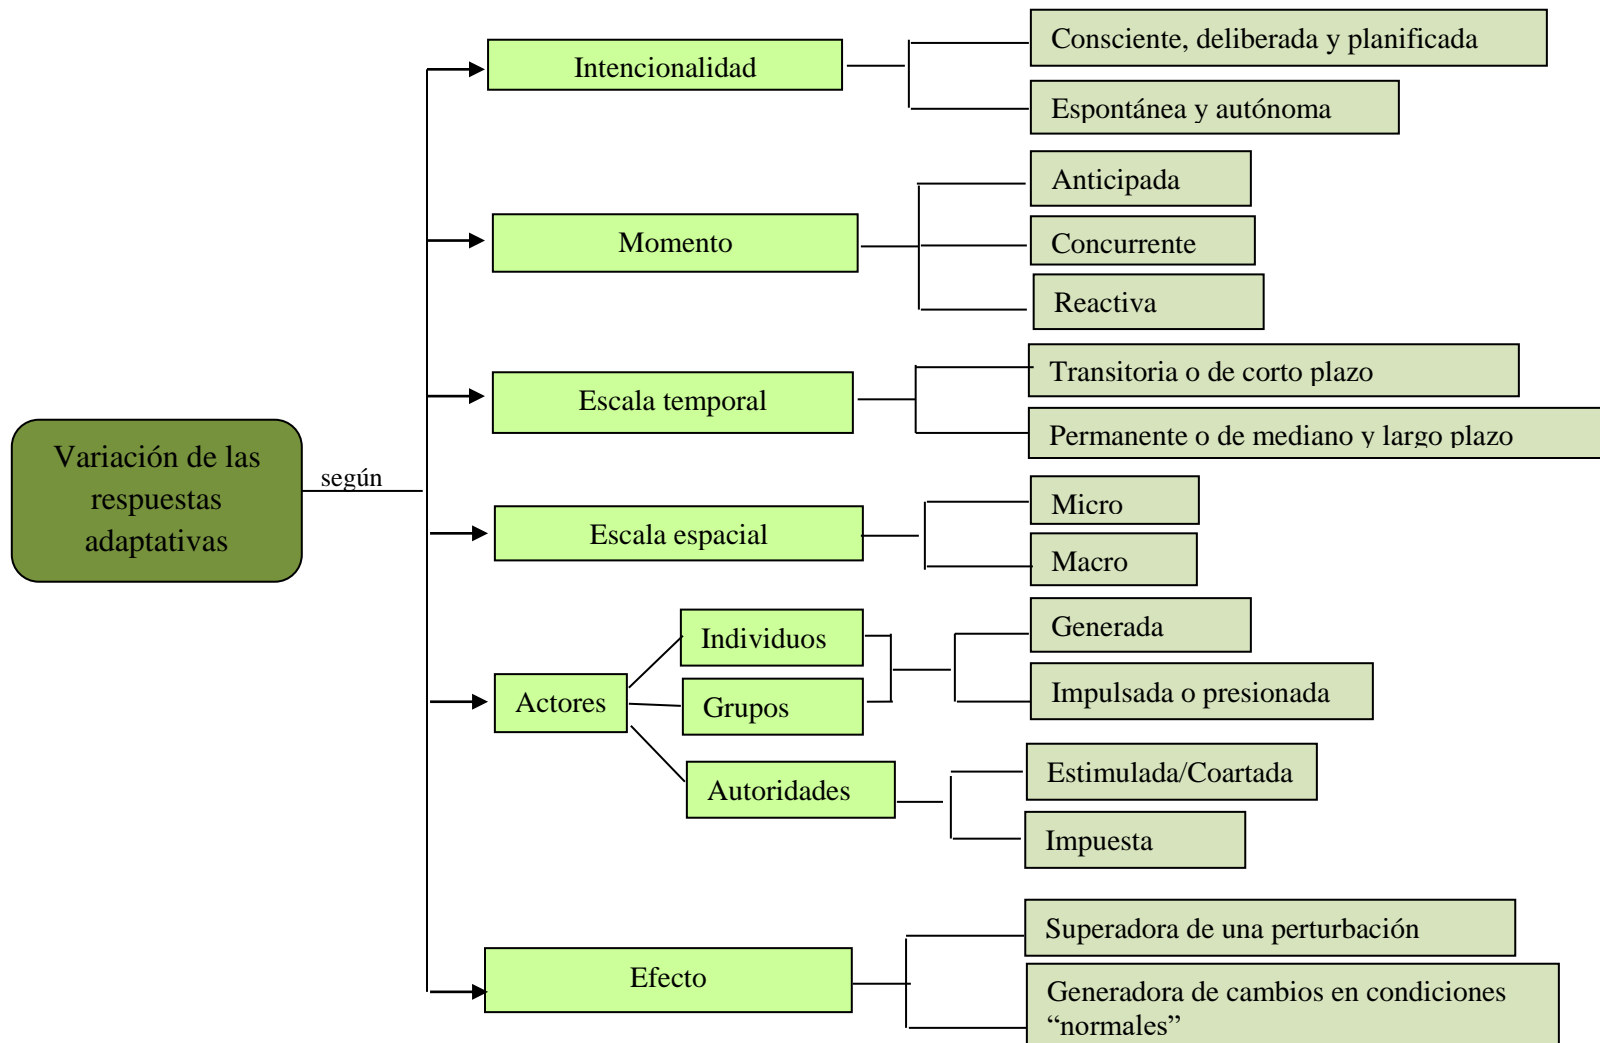 Variación de las
respuestas
adaptativas
según
Intencionalidad
Consciente, deliberada y planificada
Espontánea y autónoma
Momento
Anticipada
Concurrente
Reactiva
Escala temporal
Transitoria o de corto plazo
Permanente o de mediano y largo plazo
Escala espacial
Micro
Macro
Actores
Individuos
Grupos
Generada
Impulsada o presionada
Autoridades
Estimulada/Coartada
Impuesta
Efecto
Superadora de una perturbación
Generadora de cambios en condiciones
“normales”